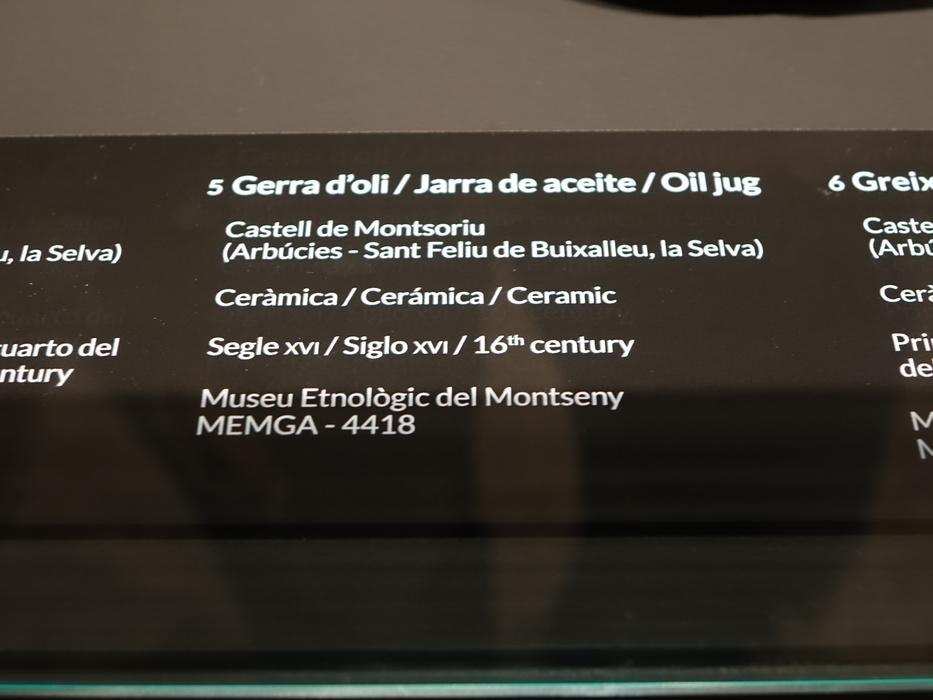 u, la Selva)
cuarto del
ntury
5 Gerra d'oli / Jarra de aceite / Oil jug
Castell de Montsoriu
(Arbúcies - Sant Feliu de Buixalleu, la Selva)
Ceràmica / Cerámica / Ceramic
Segle XVI / Siglo XVI / 16th century
Museu Etnològic del Montseny
MEMGA - 4418
6 Greix
Caste
(Arbú
Cerà
Pri
de
M
M